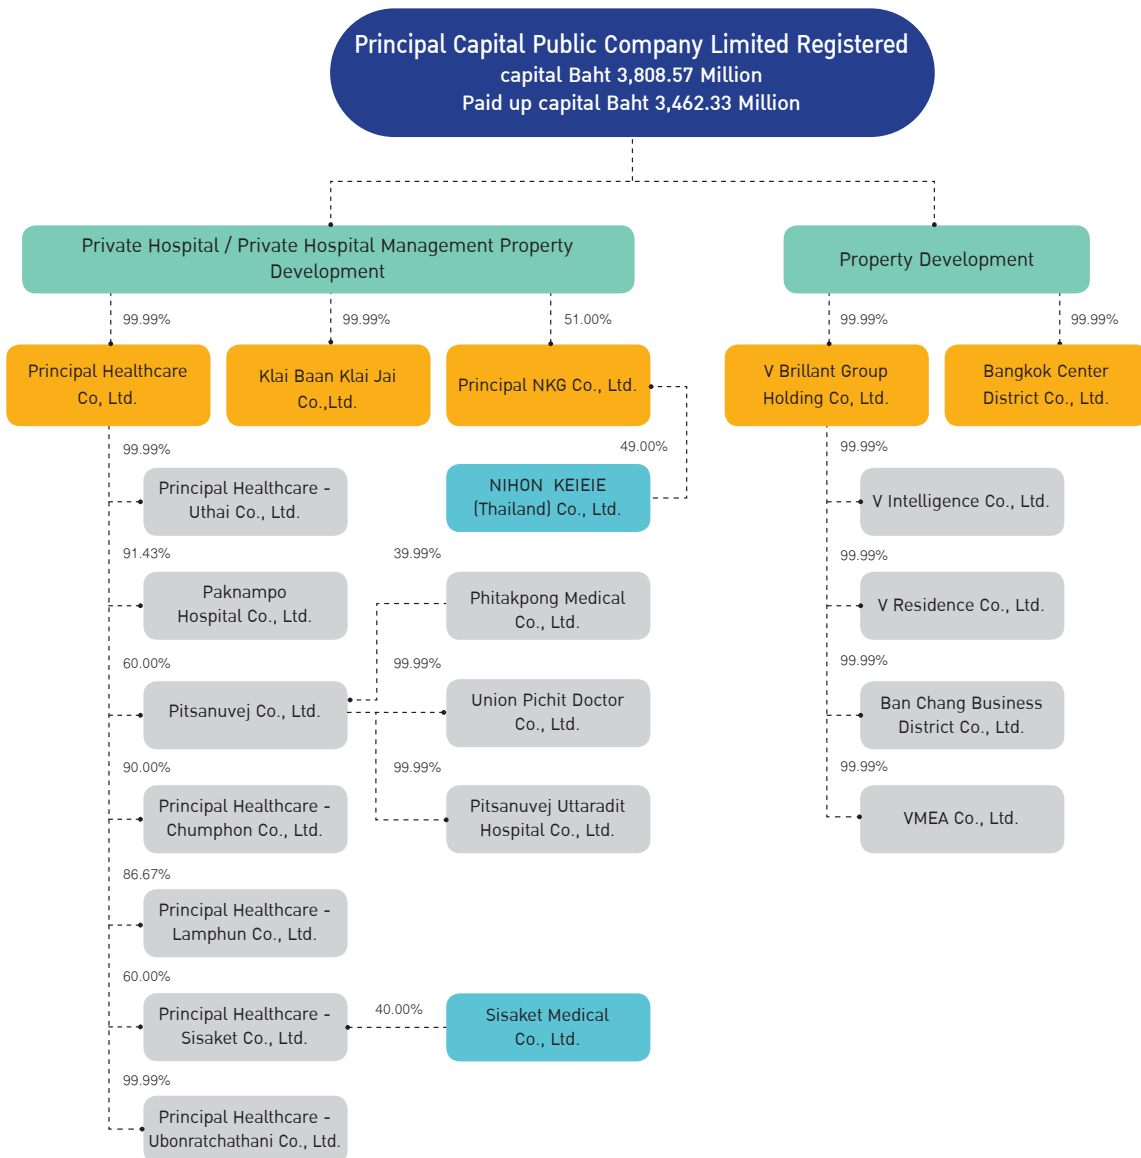 Principal Capital Public Company Limited Registered
capital Baht 3,808.57 Million
Paid up capital Baht 3,462.33 Million
Private Hospital / Private Hospital Management Property
Development
Property Development
99.99%
99.99%
51.00%
99.99%
99.99%
Principal Healthcare
Co, Ltd.
Klai Baan Klai Jai
Co.,Ltd.
Principal NKG Co., Ltd.
V Brillant Group
Holding Co, Ltd.
Bangkok Center
District Co., Ltd.
99.99%
49.00%
99.99%
Principal Healthcare -
Uthai Co., Ltd.
NIHON KEIEIE
(Thailand) Co., Ltd.
V Intelligence Co., Ltd.
91.43%
39.99%
99.99%
Paknampo
Hospital Co., Ltd.
Phitakpong Medical
Co., Ltd.
V Residence Co., Ltd.
60.00%
99.99%
99.99%
Pitsanuvej Co., Ltd.
Union Pichit Doctor
Co., Ltd.
Ban Chang Business
District Co., Ltd.
90.00%
99.99%
99.99%
Principal Healthcare -
Chumphon Co., Ltd.
Pitsanuvej Uttaradit
Hospital Co., Ltd.
VMEA Co., Ltd.
86.67%
Principal Healthcare -
Lamphun Co., Ltd.
60.00%
Principal Healthcare -
Sisaket Co., Ltd.
40.00%
Sisaket Medical
Co., Ltd.
99.99%
Principal Healthcare -
Ubonratchathani Co., Ltd.